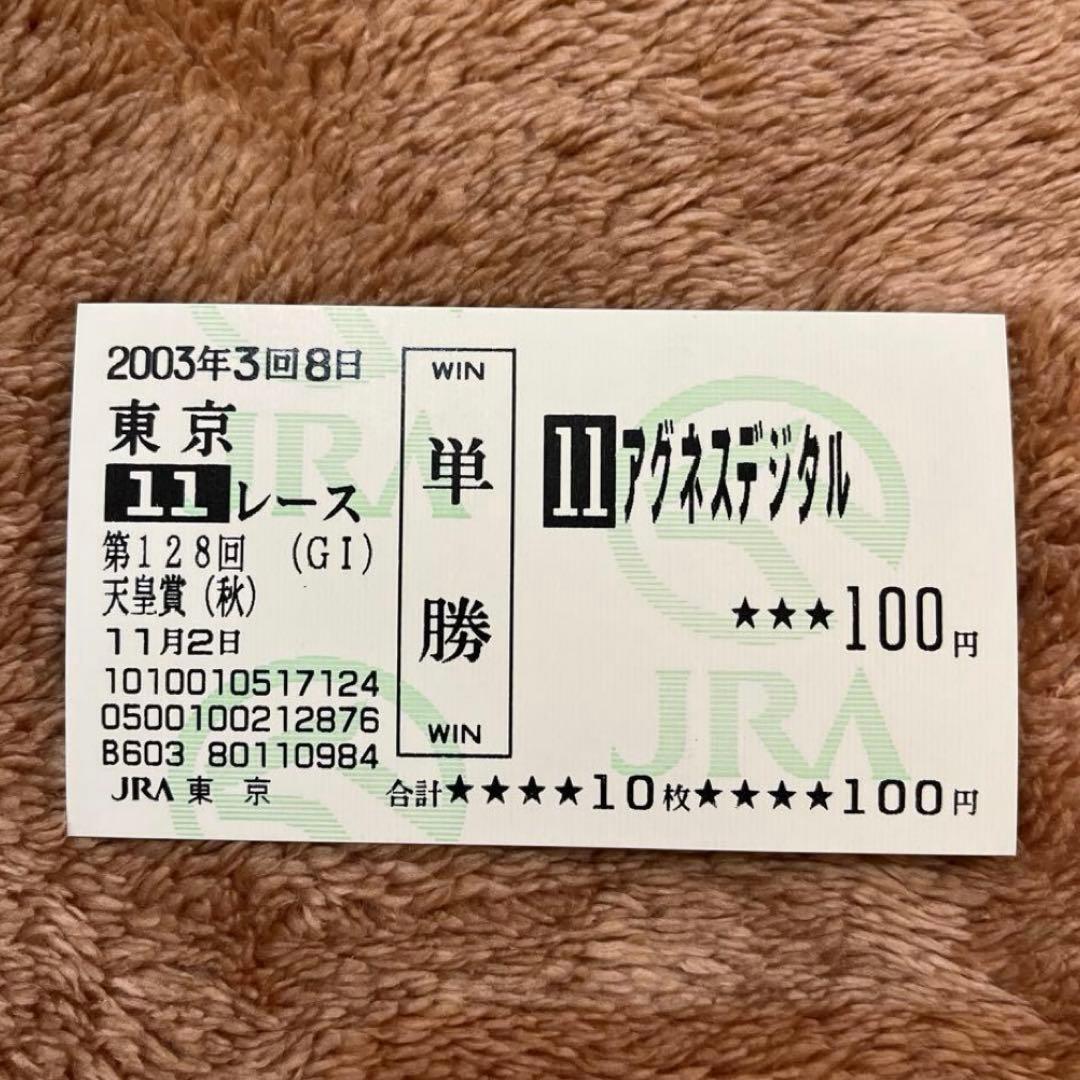 2003年3回8日
東京
11レース
第128回 (GI)
天皇賞(秋)
11月2日
1010010517124
0500100212876
B603 80110984
JRA 東京
WIN
単勝
WIN
11アグネスデジタル
★★★100円
合計★★★★10枚★★★★100円
JRA
JRA